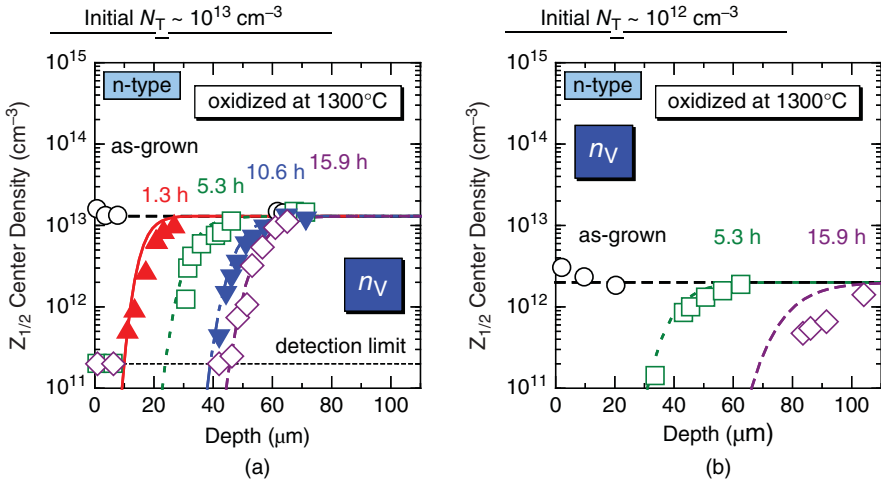 Initial N_T ~ 10^13 cm^−3
10^15
10^14
10^13
10^12
10^11
Z_1/2 Center Density (cm^−3)
n-type
oxidized at 1300°C
as-grown
1.3 h
5.3 h
10.6 h
15.9 h
n_V
detection limit
0 20 40 60 80 100
Depth (μm)
(a)
Initial N_T ~ 10^12 cm^−3
10^15
10^14
10^13
10^12
10^11
Z_1/2 Center Density (cm^−3)
n-type
oxidized at 1300°C
n_V
as-grown
5.3 h
15.9 h
0 20 40 60 80 100
Depth (μm)
(b)